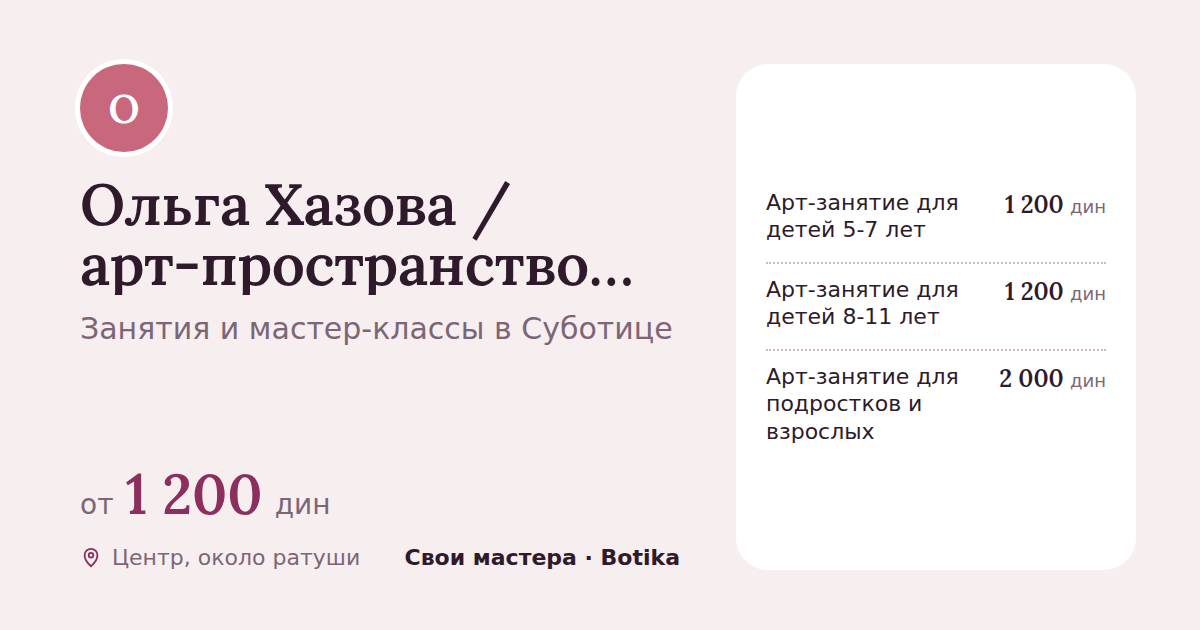 О
Ольга Хазова /
арт-пространство…
Занятия и мастер-классы в Суботице
от 1 200 дин
Центр, около ратуши
Свои мастера · Botika
Арт-занятие для 1 200 дин
детей 5-7 лет
Арт-занятие для 1 200 дин
детей 8-11 лет
Арт-занятие для 2 000 дин
подростков и
взрослых